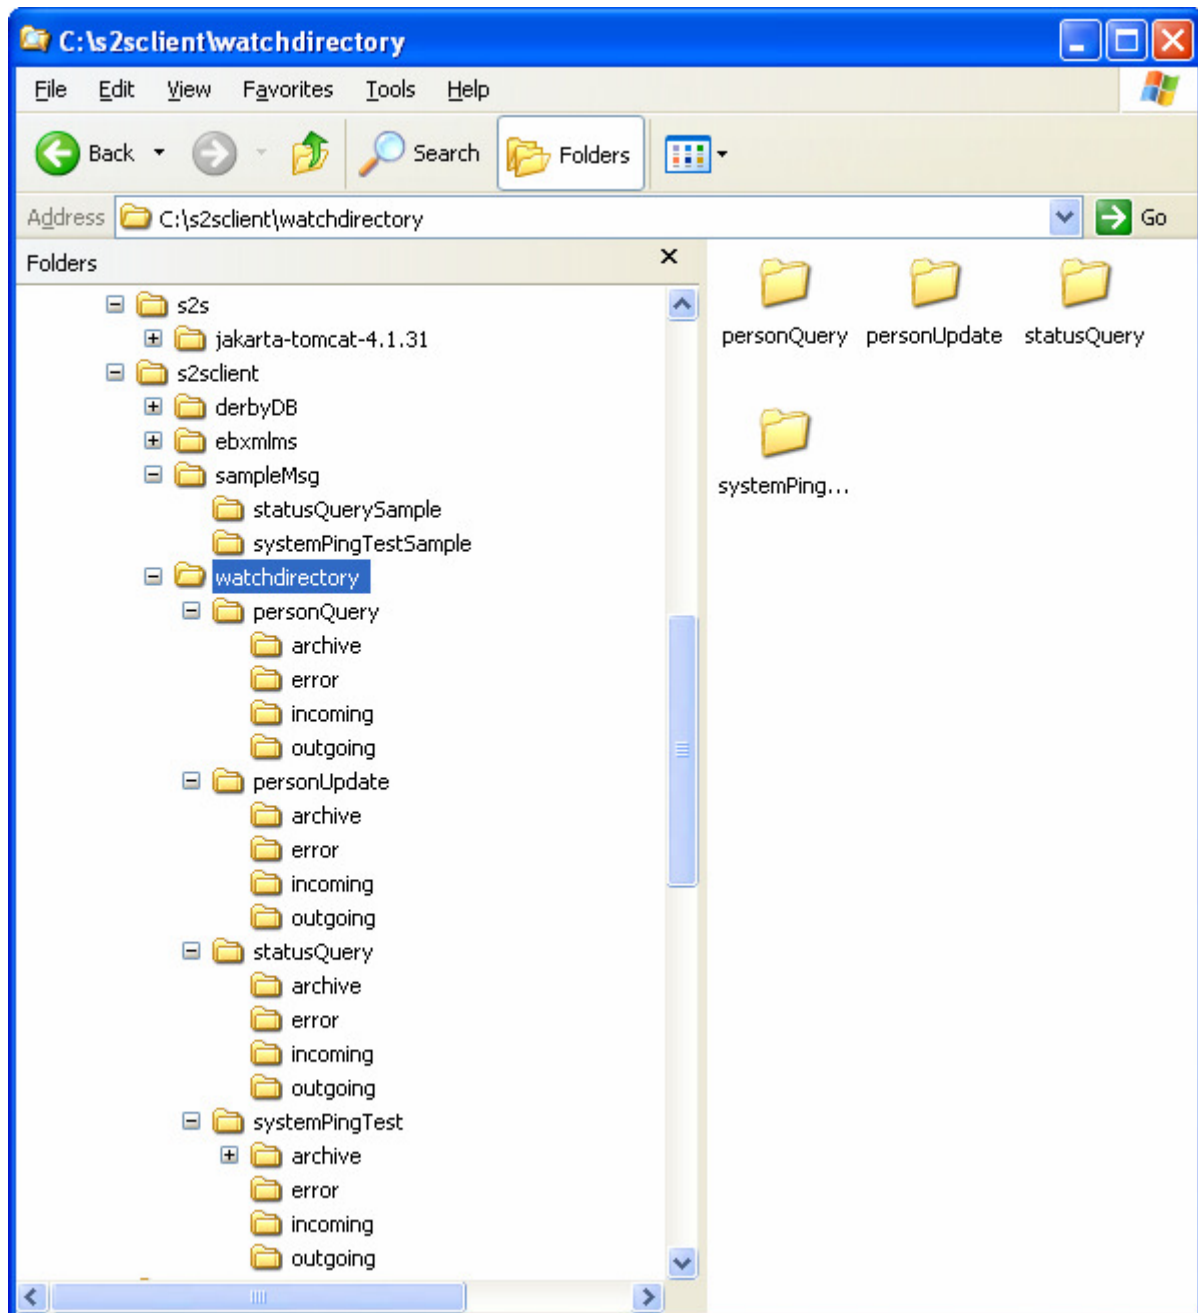 C:\s2sclient\watchdirectory
File Edit View Favorites Tools Help
Back Search Folders
Address C:\s2sclient\watchdirectory Go
Folders
s2s
jakarta-tomcat-4.1.31
s2sclient
derbyDB
ebxmlms
sampleMsg
statusQuerySample
systemPingTestSample
watchdirectory
personQuery
archive
error
incoming
outgoing
personUpdate
archive
error
incoming
outgoing
statusQuery
archive
error
incoming
outgoing
systemPingTest
archive
error
incoming
outgoing
personQuery personUpdate statusQuery
systemPing...